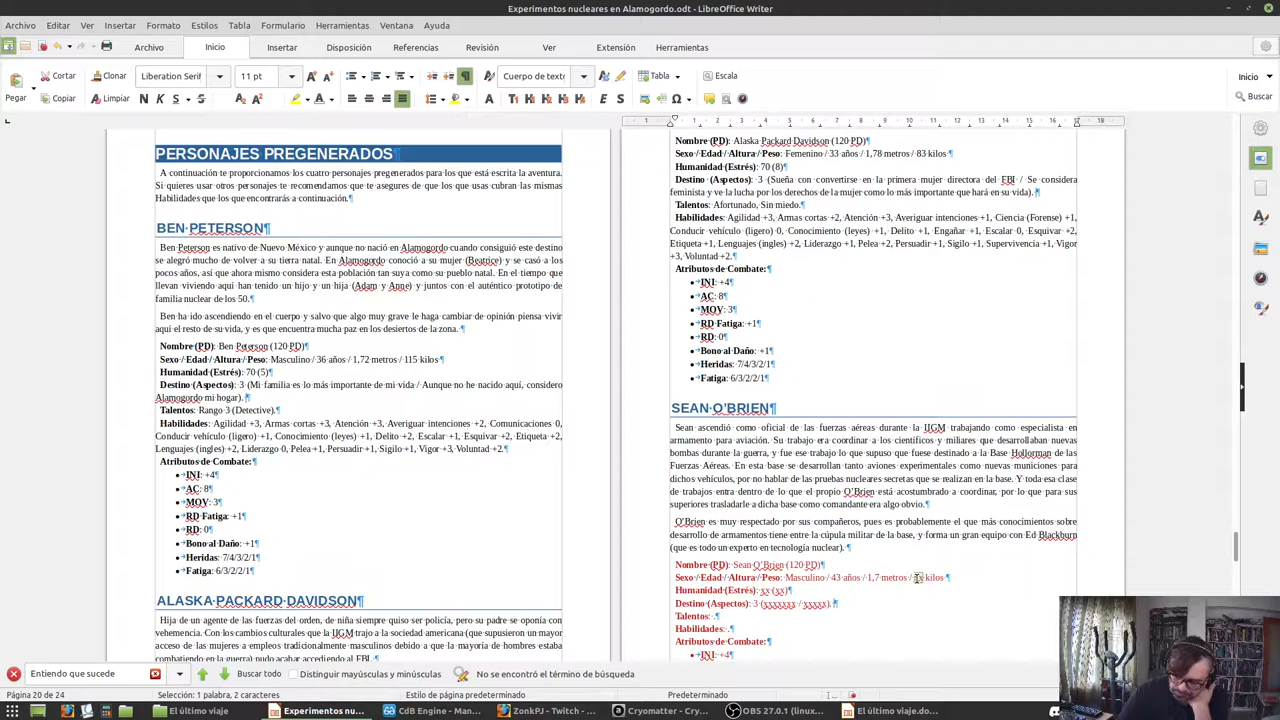 Experimentos nucleares en Alamogordo.odt - LibreOffice Writer
Archivo Editar Ver Insertar Formato Estilos Tabla Formulario Herramientas Ventana Ayuda
Archivo Inicio Insertar Disposición Referencias Revisión Ver Extensión Herramientas
Pegar Cortar Copiar Clonar Limpiar Liberation Serif 11 pt Cuerpo de texto Tabla Escala Inicio Buscar
PERSONAJES PREGENERADOS¶
A continuación te proporcionamos los cuatro personajes pregenerados para los que está escrita la aventura.
Si quieres usar otros personajes te recomendamos que te asegures de que los que usas cubran las mismas
Habilidades que los que encontrarás a continuación.¶
BEN·PETERSON¶
Ben Peterson es nativo de Nuevo México y aunque no nació en Alamogordo cuando consiguió este destino
se alegró mucho de volver a su tierra natal. En Alamogordo conoció a su mujer (Beatrice) y se casó a los
pocos años, así que ahora mismo considera esta población tan suya como su pueblo natal. En el tiempo que
llevan viviendo aquí han tenido un hijo y un hija (Adam y Anne) y juntos con el auténtico prototipo de
familia nuclear de los 50.¶
Ben ha ido ascendiendo en el cuerpo y salvo que algo muy grave le haga cambiar de opinión piensa vivir
aquí el resto de su vida, y es que encuentra mucha paz en los desiertos de la zona. ¶
Nombre (PD): Ben Peterson (120 PD)¶
Sexo / Edad / Altura / Peso: Masculino / 36 años / 1,72 metros / 115 kilos¶
Humanidad (Estrés): 70 (5)¶
Destino (Aspectos): 3 (Mi familia es lo más importante de mi vida / Aunque no he nacido aquí, considero
Alamogordo mi hogar).¶
Talentos: Rango 3 (Detective).¶
Habilidades: Agilidad +3, Armas cortas +3, Atención +3, Averiguar intenciones +2, Comunicaciones 0,
Conducir vehículo (ligero) +1, Conocimiento (leyes) +1, Delito +2, Escalar +1, Esquivar +2, Etiqueta +2,
Lenguajes (ingles) +2, Liderazgo 0, Pelea +1, Persuadir +1, Sigilo +1, Vigor +3, Voluntad +2.¶
Atributos de Combate:¶
INI: +4¶
AC: 8¶
MOV: 3¶
RD Fatiga: +1¶
RD: 0¶
Bono al Daño: +1¶
Heridas: 7/4/3/2/1¶
Fatiga: 6/3/2/2/1¶
ALASKA PACKARD DAVIDSON¶
Hija de un agente de las fuerzas del orden, de niña siempre quiso ser policía, pero su padre se oponía con
vehemencia. Con los cambios culturales que la IIGM trajo a la sociedad americana (que supusieron un mayor
acceso de las mujeres a empleos tradicionalmente masculinos debido a que la mayoría de hombres estaba
combatiendo en la guerra) pudo acabar accediendo al FBI.¶
Nombre (PD): Alaska Packard Davidson (120 PD)¶
Sexo / Edad / Altura / Peso: Femenino / 33 años / 1,78 metros / 83 kilos¶
Humanidad (Estrés): 70 (8)¶
Destino (Aspectos): 3 (Sueña con convertirse en la primera mujer directora del FBI / Se considera
feminista y ve la lucha por los derechos de la mujer como lo más importante que hará en su vida).¶
Talentos: Afortunado, Sin miedo.¶
Habilidades: Agilidad +3, Armas cortas +2, Atención +3, Averiguar intenciones +1, Ciencia (Forense) +1,
Conducir vehículo (ligero) 0, Conocimiento (leyes) +1, Delito +1, Engañar +1, Escalar 0, Esquivar +2,
Etiqueta +1, Lenguajes (ingles) +2, Liderazgo +1, Pelea +2, Persuadir +1, Sigilo +1, Supervivencia +1, Vigor
+3, Voluntad +2.¶
Atributos de Combate:¶
INI: +4¶
AC: 8¶
MOV: 3¶
RD Fatiga: +1¶
RD: 0¶
Bono al Daño: +1¶
Heridas: 7/4/3/2/1¶
Fatiga: 6/3/2/2/1¶
SEAN O'BRIEN¶
Sean ascendió como oficial de las fuerzas aéreas durante la IIGM trabajando como especialista en
armamento para aviación. Su trabajo era coordinar a los científicos y miliares que desarrollaban nuevas
bombas durante la guerra, y fue ese trabajo lo que supuso que fuese destinado a la Base Hollorman de las
Fuerzas Aéreas. En esta base se desarrollan tanto aviones experimentales como nuevas municiones para
dichos vehículos, por no hablar de las pruebas nucleares secretas que se realizan en la base. Y toda esa clase
de trabajos entra dentro de lo que el propio O'Brien está acostumbrado a coordinar, por lo que para sus
superiores trasladarle a dicha base como comandante era algo obvio.¶
O'Brien es muy respetado por sus compañeros, pues es probablemente el que más conocimientos sobre
desarrollo de armamentos tiene entre la cúpula militar de la base, y forma un gran equipo con Ed Blackburn
(que es todo un experto en tecnología nuclear). ¶
Nombre (PD): Sean O'Brien (120 PD)¶
Sexo / Edad / Altura / Peso: Masculino / 43 años / 1,7 metros / kilos ¶
Humanidad (Estrés): xx (xx)¶
Destino (Aspectos): 3 (xxxxxxx / xxxxx).¶
Talentos: .¶
Habilidades: .¶
Atributos de Combate:¶
INI: +4¶
Entiendo que sucede Buscar todo Distinguir mayúsculas y minúsculas No se encontró el término de búsqueda
Página 20 de 24 Selección: 1 palabra, 2 caracteres Estilo de página predeterminado Predeterminado
El último viaje Experimentos nu... CdB Engine - Man... ZonkPJ - Twitch - ... Cryomatter - Crypt... OBS 27.0.1 (linux... El último viaje.do...